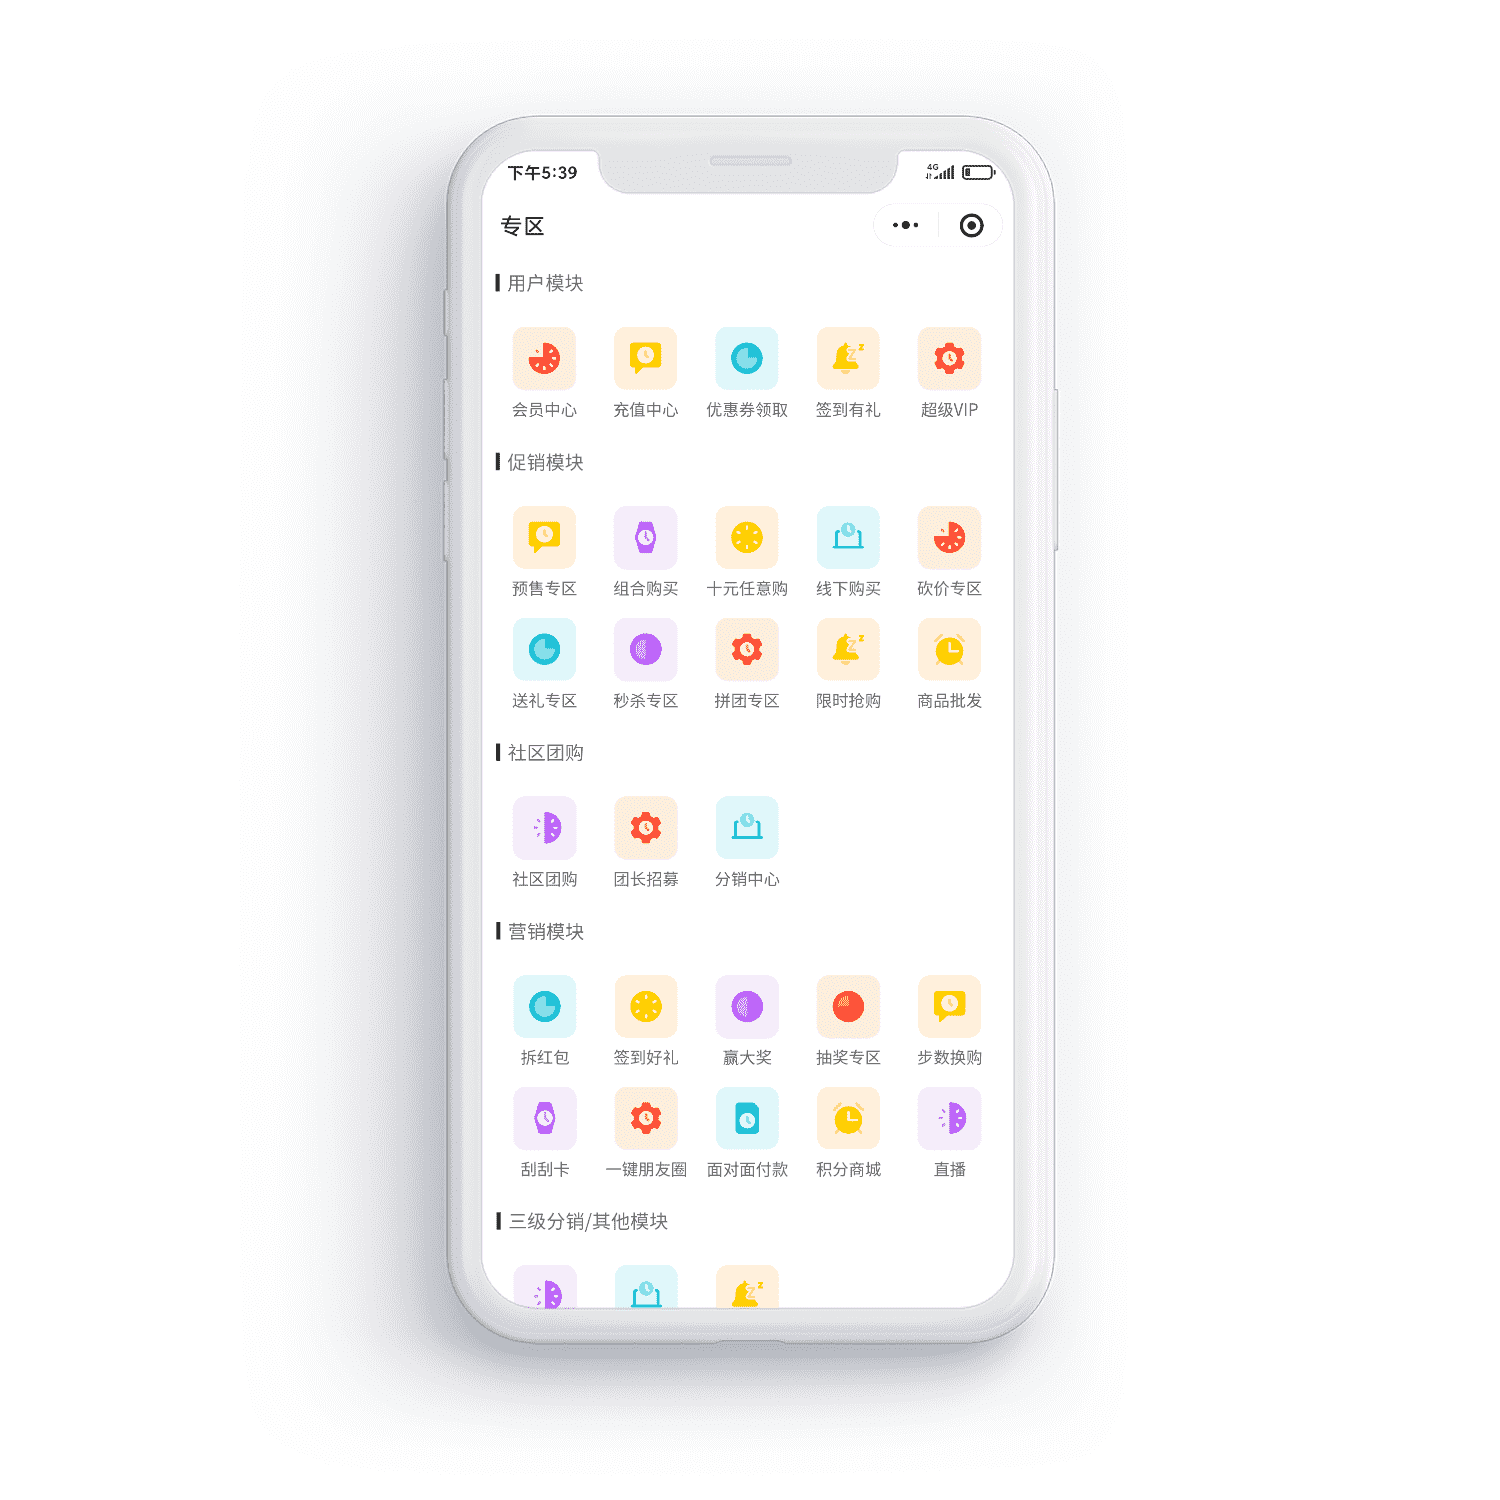 下午5:39
4G
专区
用户模块
会员中心 充值中心 优惠券领取 签到有礼 超级VIP
促销模块
预售专区 组合购买 十元任意购 线下购买 砍价专区
送礼专区 秒杀专区 拼团专区 限时抢购 商品批发
社区团购
社区团购 团长招募 分销中心
营销模块
拆红包 签到好礼 赢大奖 抽奖专区 步数换购
刮刮卡 一键朋友圈 面对面付款 积分商城 直播
三级分销/其他模块